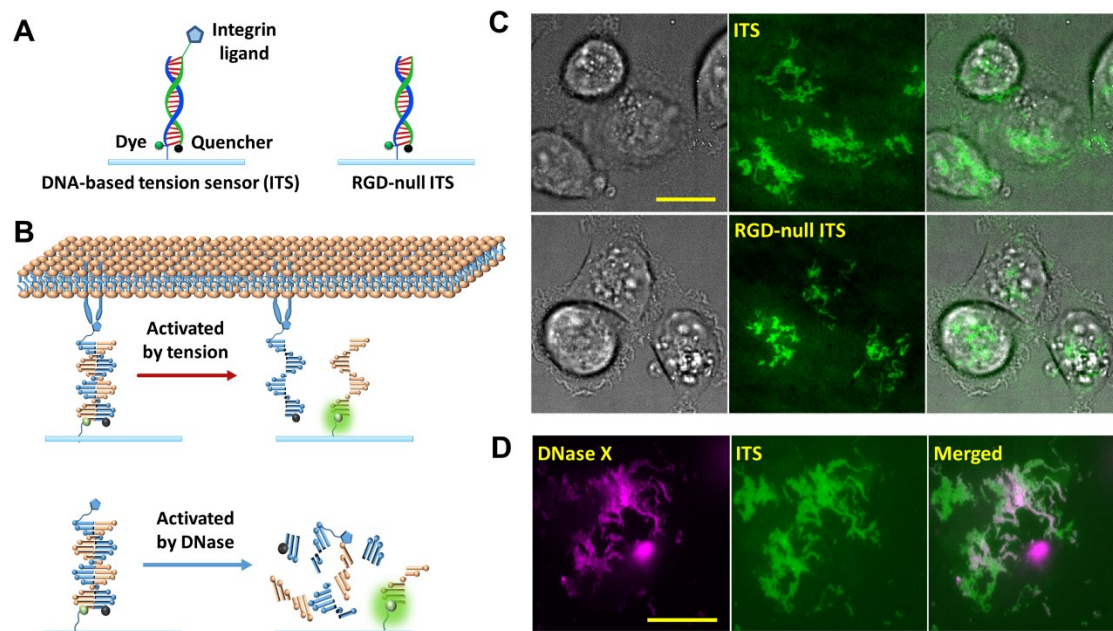 A
Integrin
ligand
Dye
Quencher
DNA-based tension sensor (ITS)
RGD-null ITS
B
Activated
by tension
Activated
by DNase
C
ITS
RGD-null ITS
D
DNase X
ITS
Merged